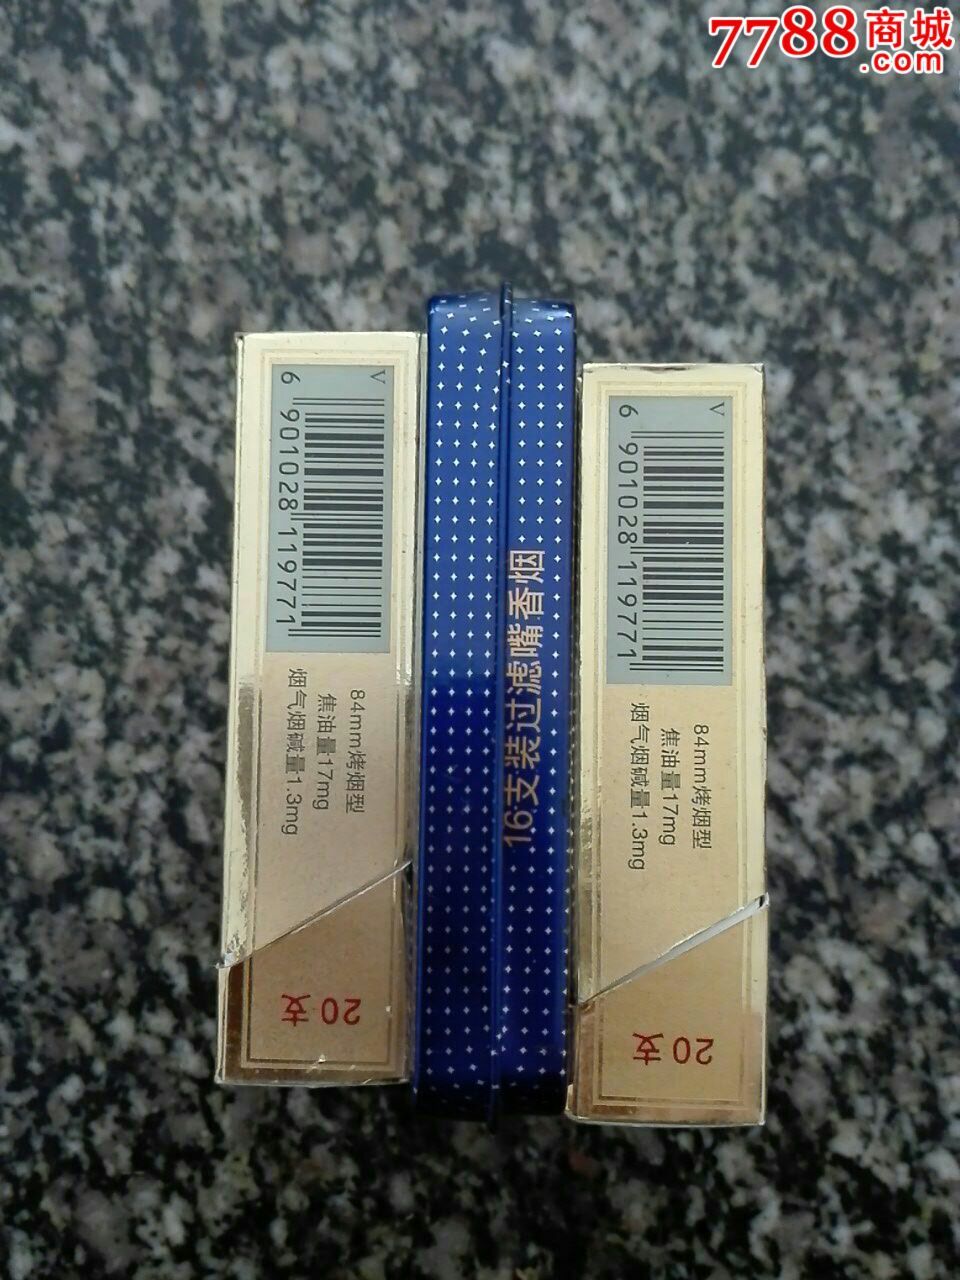 7788商城
.com
V
6 901028 119771
84mm烤烟型
焦油量17mg
烟气烟碱量1.3mg
20支
16支装过滤嘴香烟
V
6 901028 119771
84mm烤烟型
焦油量17mg
烟气烟碱量1.3mg
20支